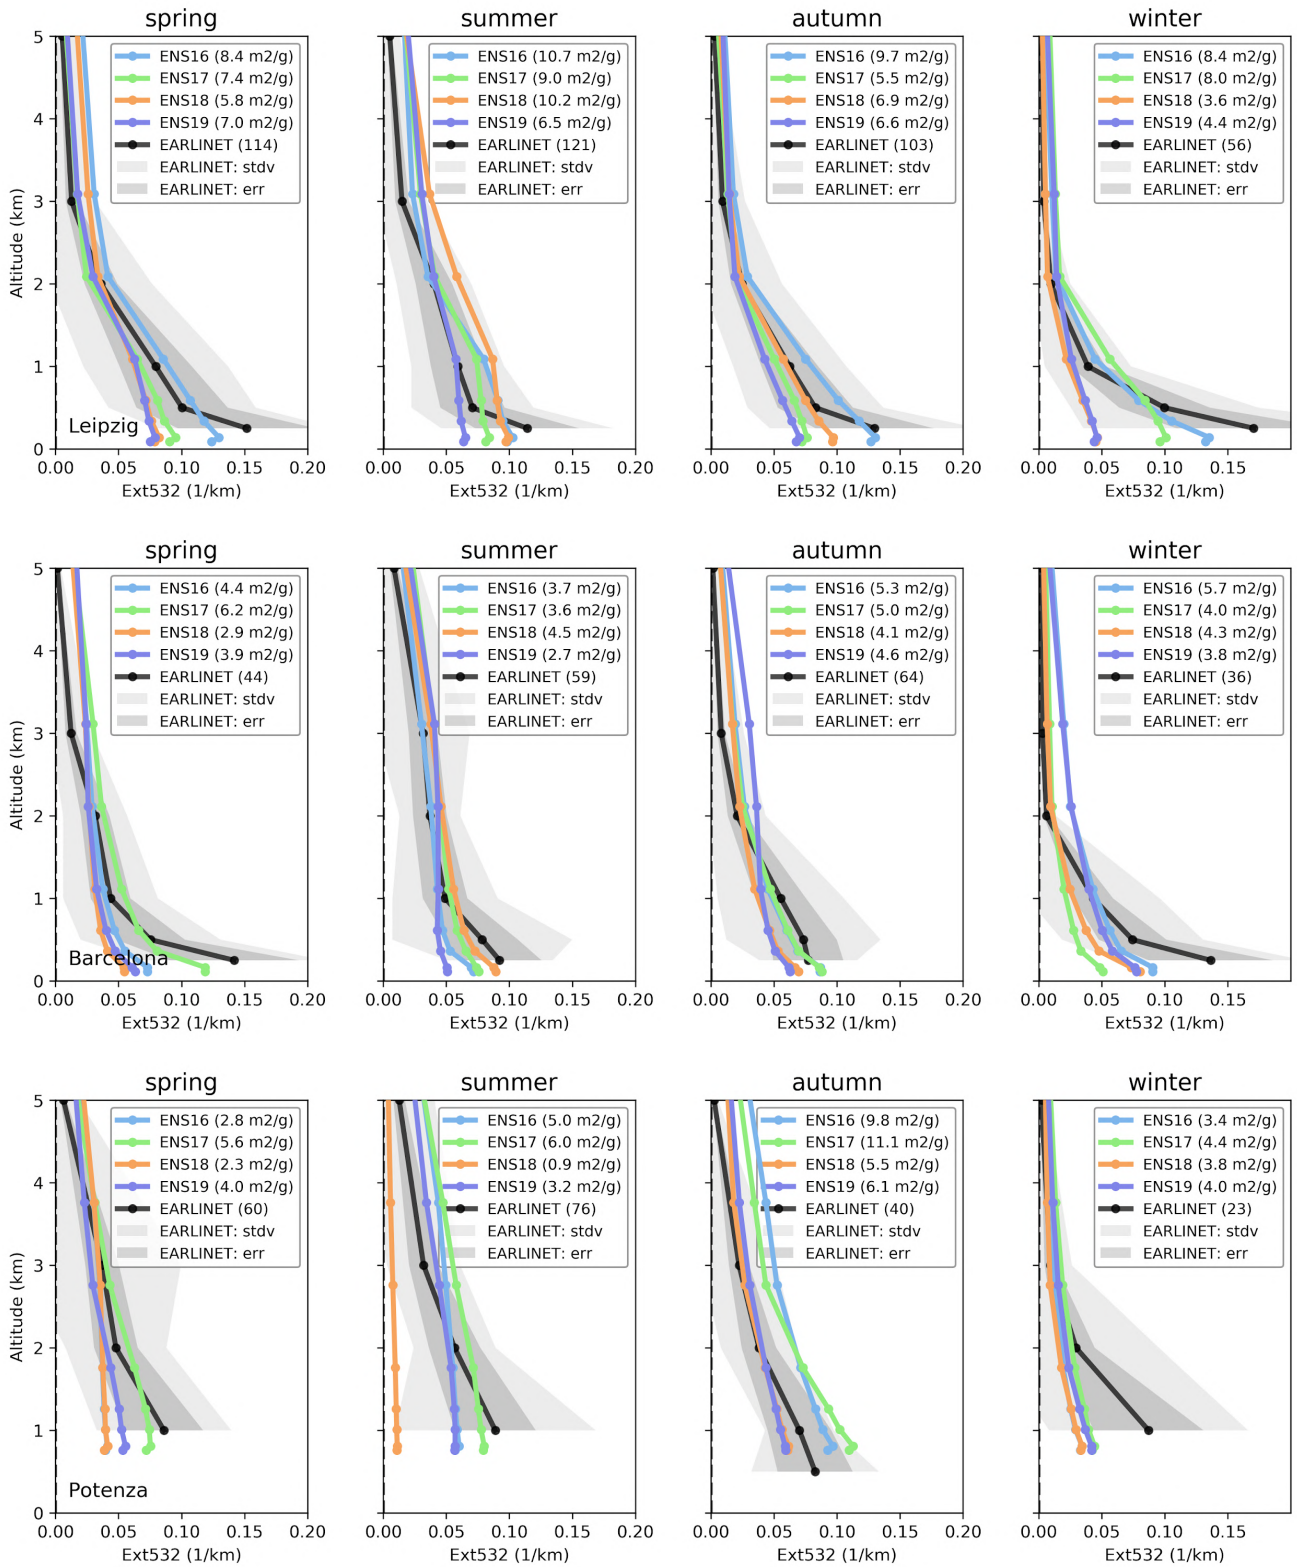 spring
summer
autumn
winter
5
4
3
2
1
0
Altitude (km)
ENS16 (8.4 m2/g)
ENS17 (7.4 m2/g)
ENS18 (5.8 m2/g)
ENS19 (7.0 m2/g)
EARLINET (114)
EARLINET: stdv
EARLINET: err
Leipzig
0.00 0.05 0.10 0.15 0.20
Ext532 (1/km)
ENS16 (10.7 m2/g)
ENS17 (9.0 m2/g)
ENS18 (10.2 m2/g)
ENS19 (6.5 m2/g)
EARLINET (121)
EARLINET: stdv
EARLINET: err
0.00 0.05 0.10 0.15 0.20
Ext532 (1/km)
ENS16 (9.7 m2/g)
ENS17 (5.5 m2/g)
ENS18 (6.9 m2/g)
ENS19 (6.6 m2/g)
EARLINET (103)
EARLINET: stdv
EARLINET: err
0.00 0.05 0.10 0.15 0.20
Ext532 (1/km)
ENS16 (8.4 m2/g)
ENS17 (8.0 m2/g)
ENS18 (3.6 m2/g)
ENS19 (4.4 m2/g)
EARLINET (56)
EARLINET: stdv
EARLINET: err
0.00 0.05 0.10 0.15
Ext532 (1/km)
spring
summer
autumn
winter
5
4
3
2
1
0
Altitude (km)
ENS16 (4.4 m2/g)
ENS17 (6.2 m2/g)
ENS18 (2.9 m2/g)
ENS19 (3.9 m2/g)
EARLINET (44)
EARLINET: stdv
EARLINET: err
Barcelona
0.00 0.05 0.10 0.15 0.20
Ext532 (1/km)
ENS16 (3.7 m2/g)
ENS17 (3.6 m2/g)
ENS18 (4.5 m2/g)
ENS19 (2.7 m2/g)
EARLINET (59)
EARLINET: stdv
EARLINET: err
0.00 0.05 0.10 0.15 0.20
Ext532 (1/km)
ENS16 (5.3 m2/g)
ENS17 (5.0 m2/g)
ENS18 (4.1 m2/g)
ENS19 (4.6 m2/g)
EARLINET (64)
EARLINET: stdv
EARLINET: err
0.00 0.05 0.10 0.15 0.20
Ext532 (1/km)
ENS16 (5.7 m2/g)
ENS17 (4.0 m2/g)
ENS18 (4.3 m2/g)
ENS19 (3.8 m2/g)
EARLINET (36)
EARLINET: stdv
EARLINET: err
0.00 0.05 0.10 0.15
Ext532 (1/km)
spring
summer
autumn
winter
5
4
3
2
1
0
Altitude (km)
ENS16 (2.8 m2/g)
ENS17 (5.6 m2/g)
ENS18 (2.3 m2/g)
ENS19 (4.0 m2/g)
EARLINET (60)
EARLINET: stdv
EARLINET: err
Potenza
0.00 0.05 0.10 0.15 0.20
Ext532 (1/km)
ENS16 (5.0 m2/g)
ENS17 (6.0 m2/g)
ENS18 (0.9 m2/g)
ENS19 (3.2 m2/g)
EARLINET (76)
EARLINET: stdv
EARLINET: err
0.00 0.05 0.10 0.15 0.20
Ext532 (1/km)
ENS16 (9.8 m2/g)
ENS17 (11.1 m2/g)
ENS18 (5.5 m2/g)
ENS19 (6.1 m2/g)
EARLINET (40)
EARLINET: stdv
EARLINET: err
0.00 0.05 0.10 0.15 0.20
Ext532 (1/km)
ENS16 (3.4 m2/g)
ENS17 (4.4 m2/g)
ENS18 (3.8 m2/g)
ENS19 (4.0 m2/g)
EARLINET (23)
EARLINET: stdv
EARLINET: err
0.00 0.05 0.10 0.15
Ext532 (1/km)